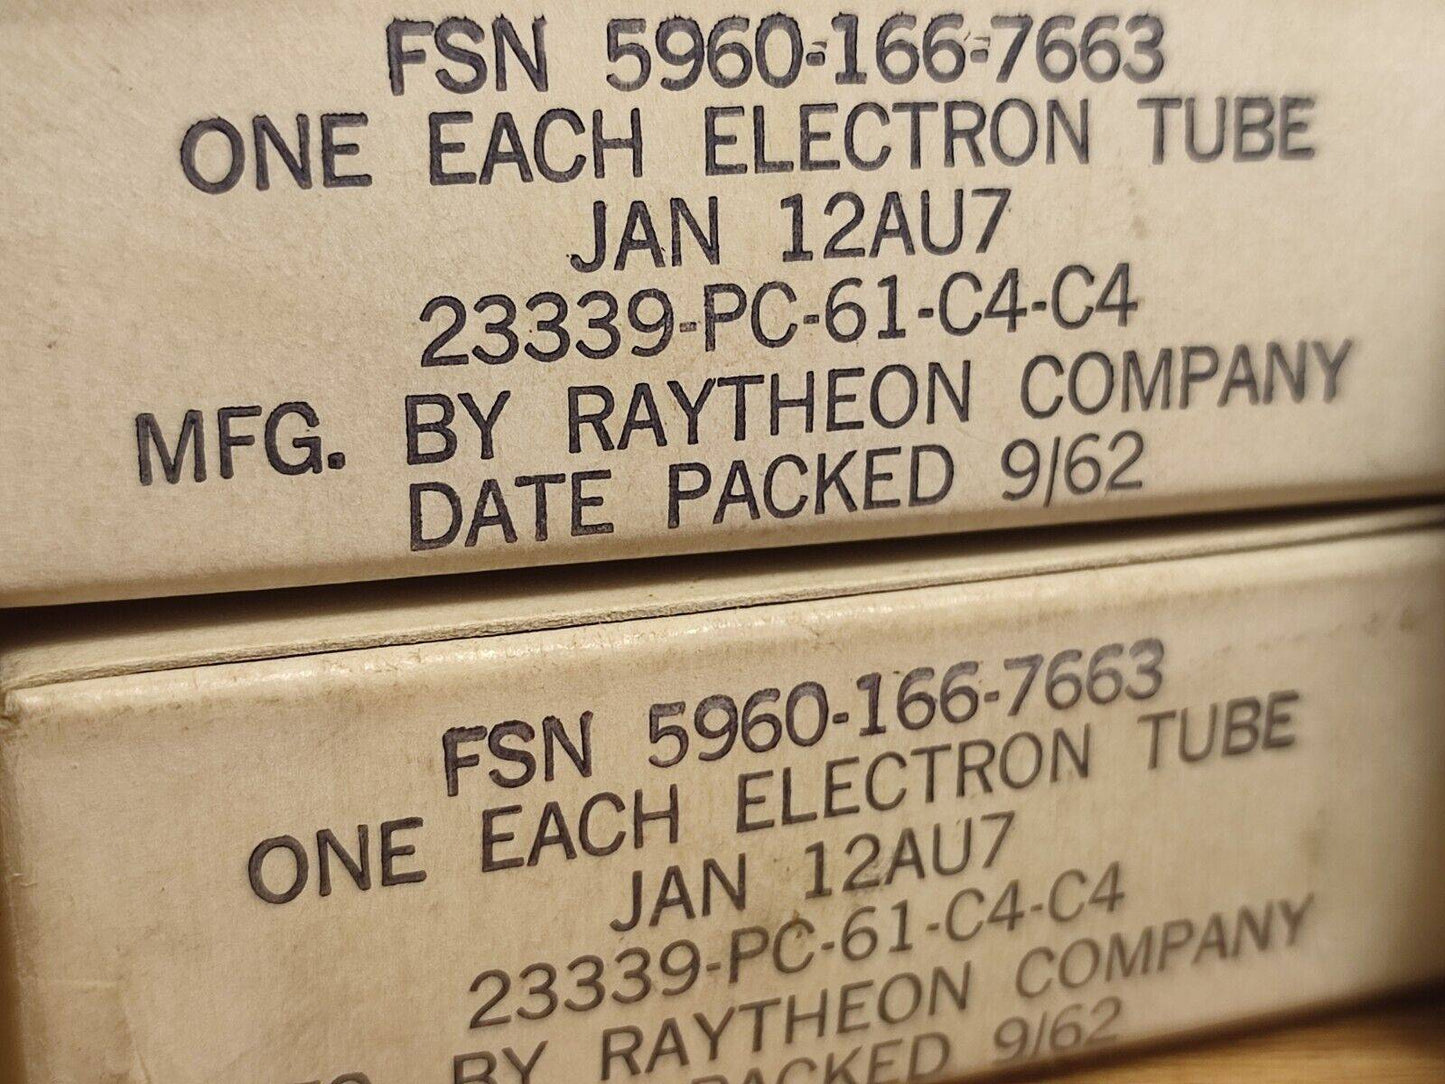 FSN 5960-166-7663
ONE EACH ELECTRON TUBE
JAN 12AU7
23339-PC-61-C4-C4
MFG. BY RAYTHEON COMPANY
DATE PACKED 9/62
FSN 5960-166-7663
ONE EACH ELECTRON TUBE
JAN 12AU7
23339-PC-61-C4-C4
BY RAYTHEON COMPANY
PACKED 9/62